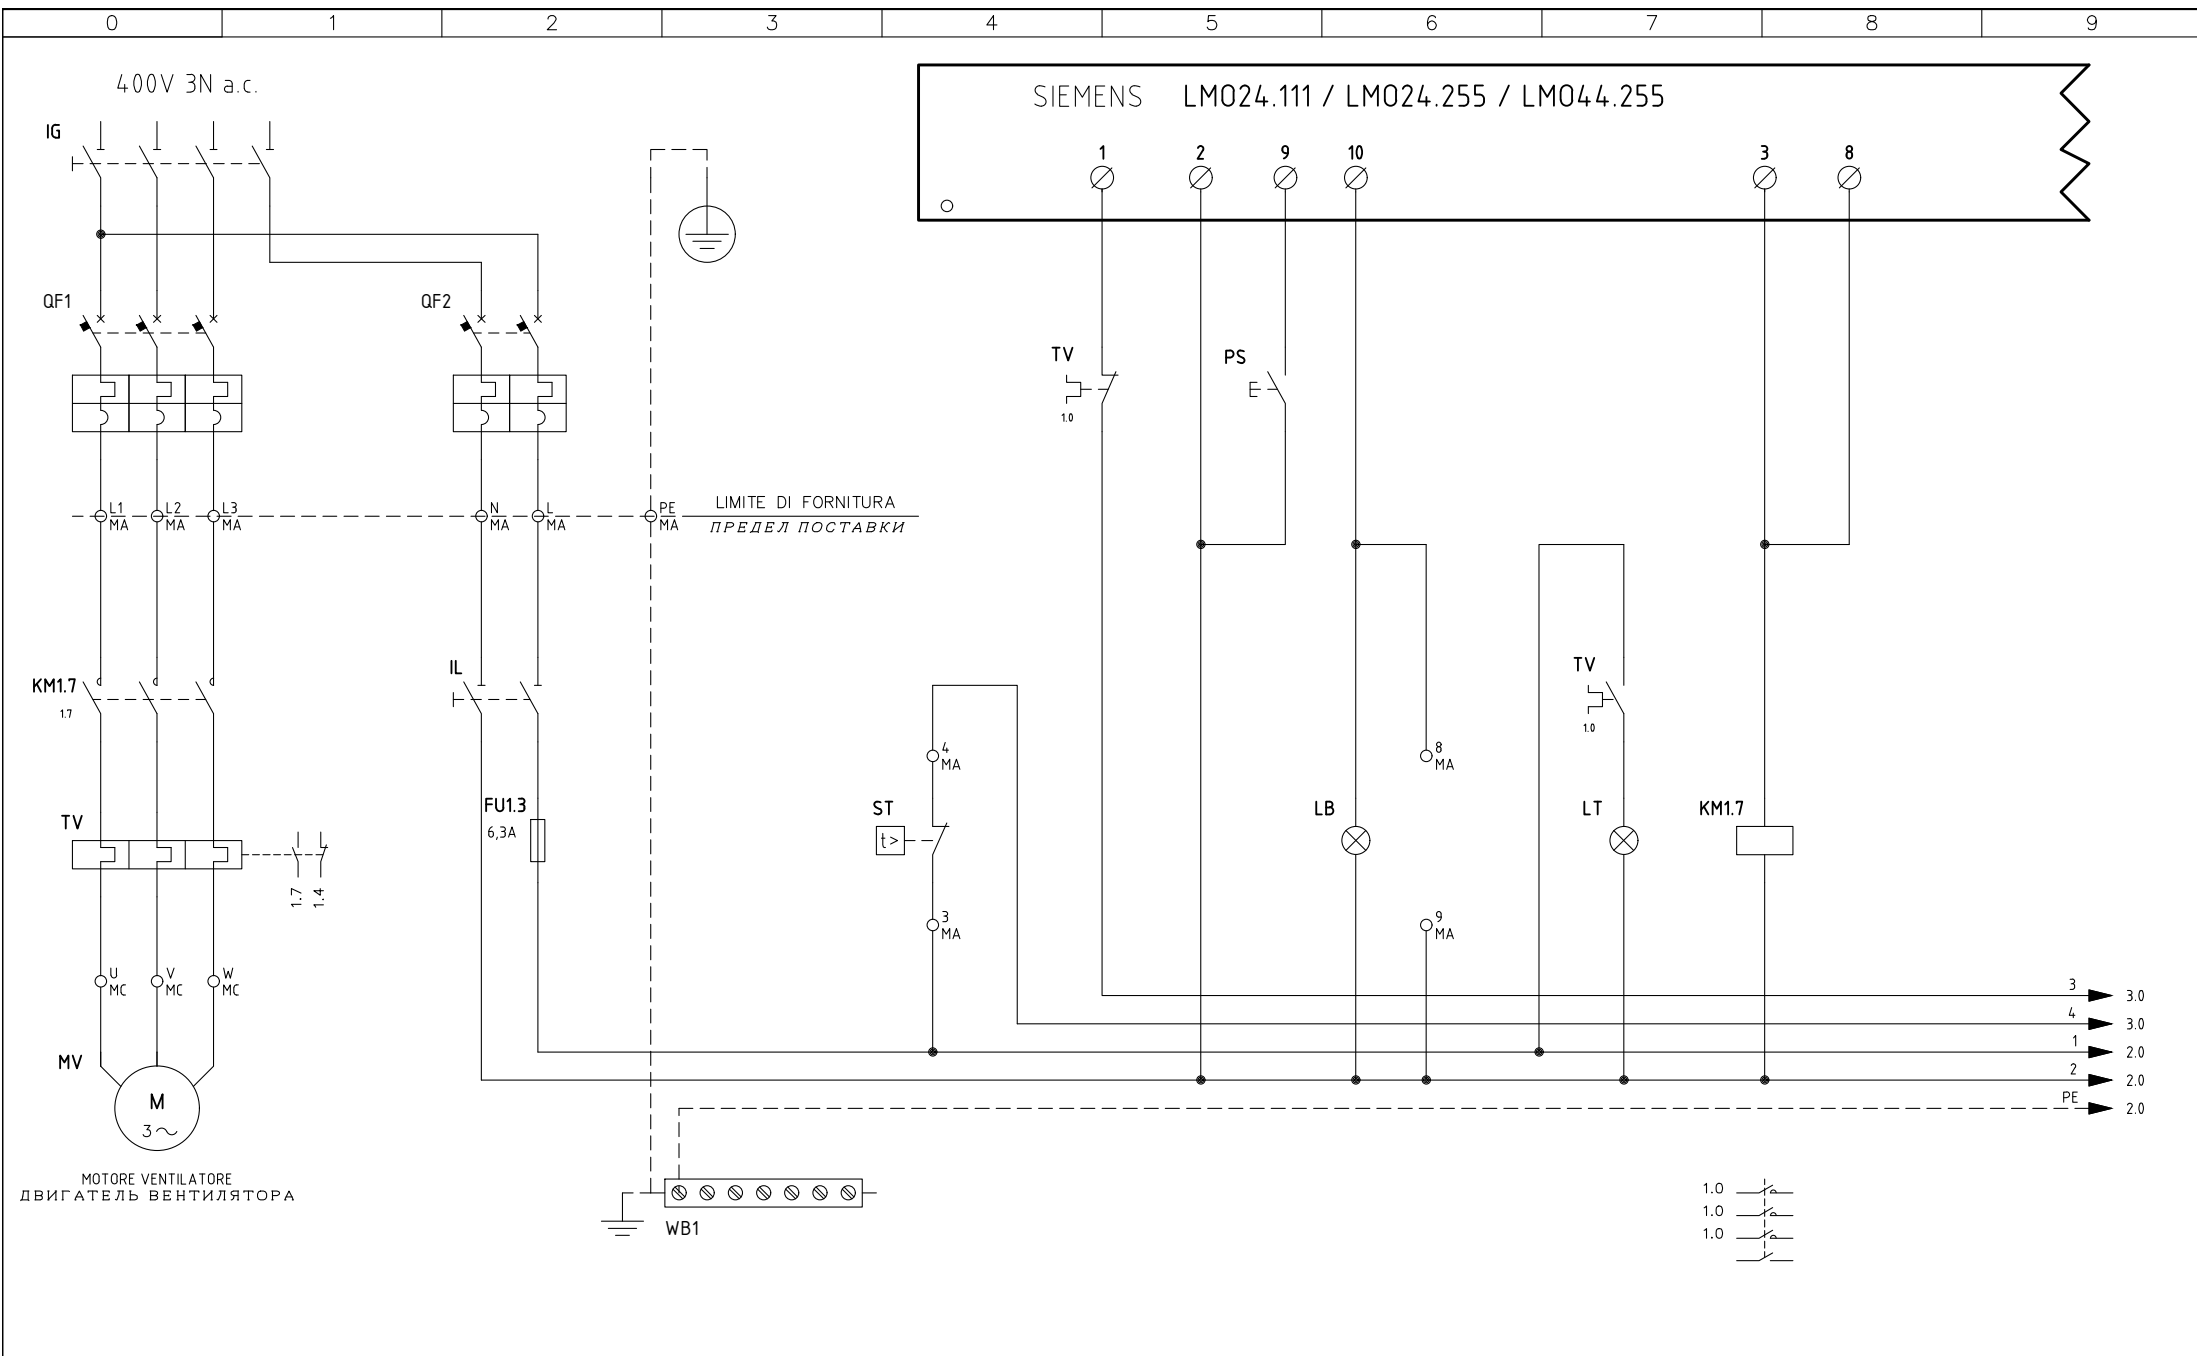 0 1 2 3 4 5 6 7 8 9
400V 3N a.c.
SIEMENS LMO24.111 / LMO24.255 / LMO44.255
IG
1 2 9 10 3 8
QF1 QF2
TV
1.0
PS
L1
MA
L2
MA
L3
MA
N
MA
L
MA
PE
MA
LIMITE DI FORNITURA
ПРЕДЕЛ ПОСТАВКИ
KM1.7
1.7
IL
TV
1.0
4
MA
8
MA
TV
FU1.3
6,3A
ST
t>
LB
LT
KM1.7
1.7
1.4
3
MA
9
MA
U
MC
V
MC
W
MC
3 3.0
4 3.0
1 2.0
2 2.0
PE 2.0
MV
M
3~
MOTORE VENTILATORE
ДВИГАТЕЛЬ ВЕНТИЛЯТОРА
WB1
1.0
1.0
1.0